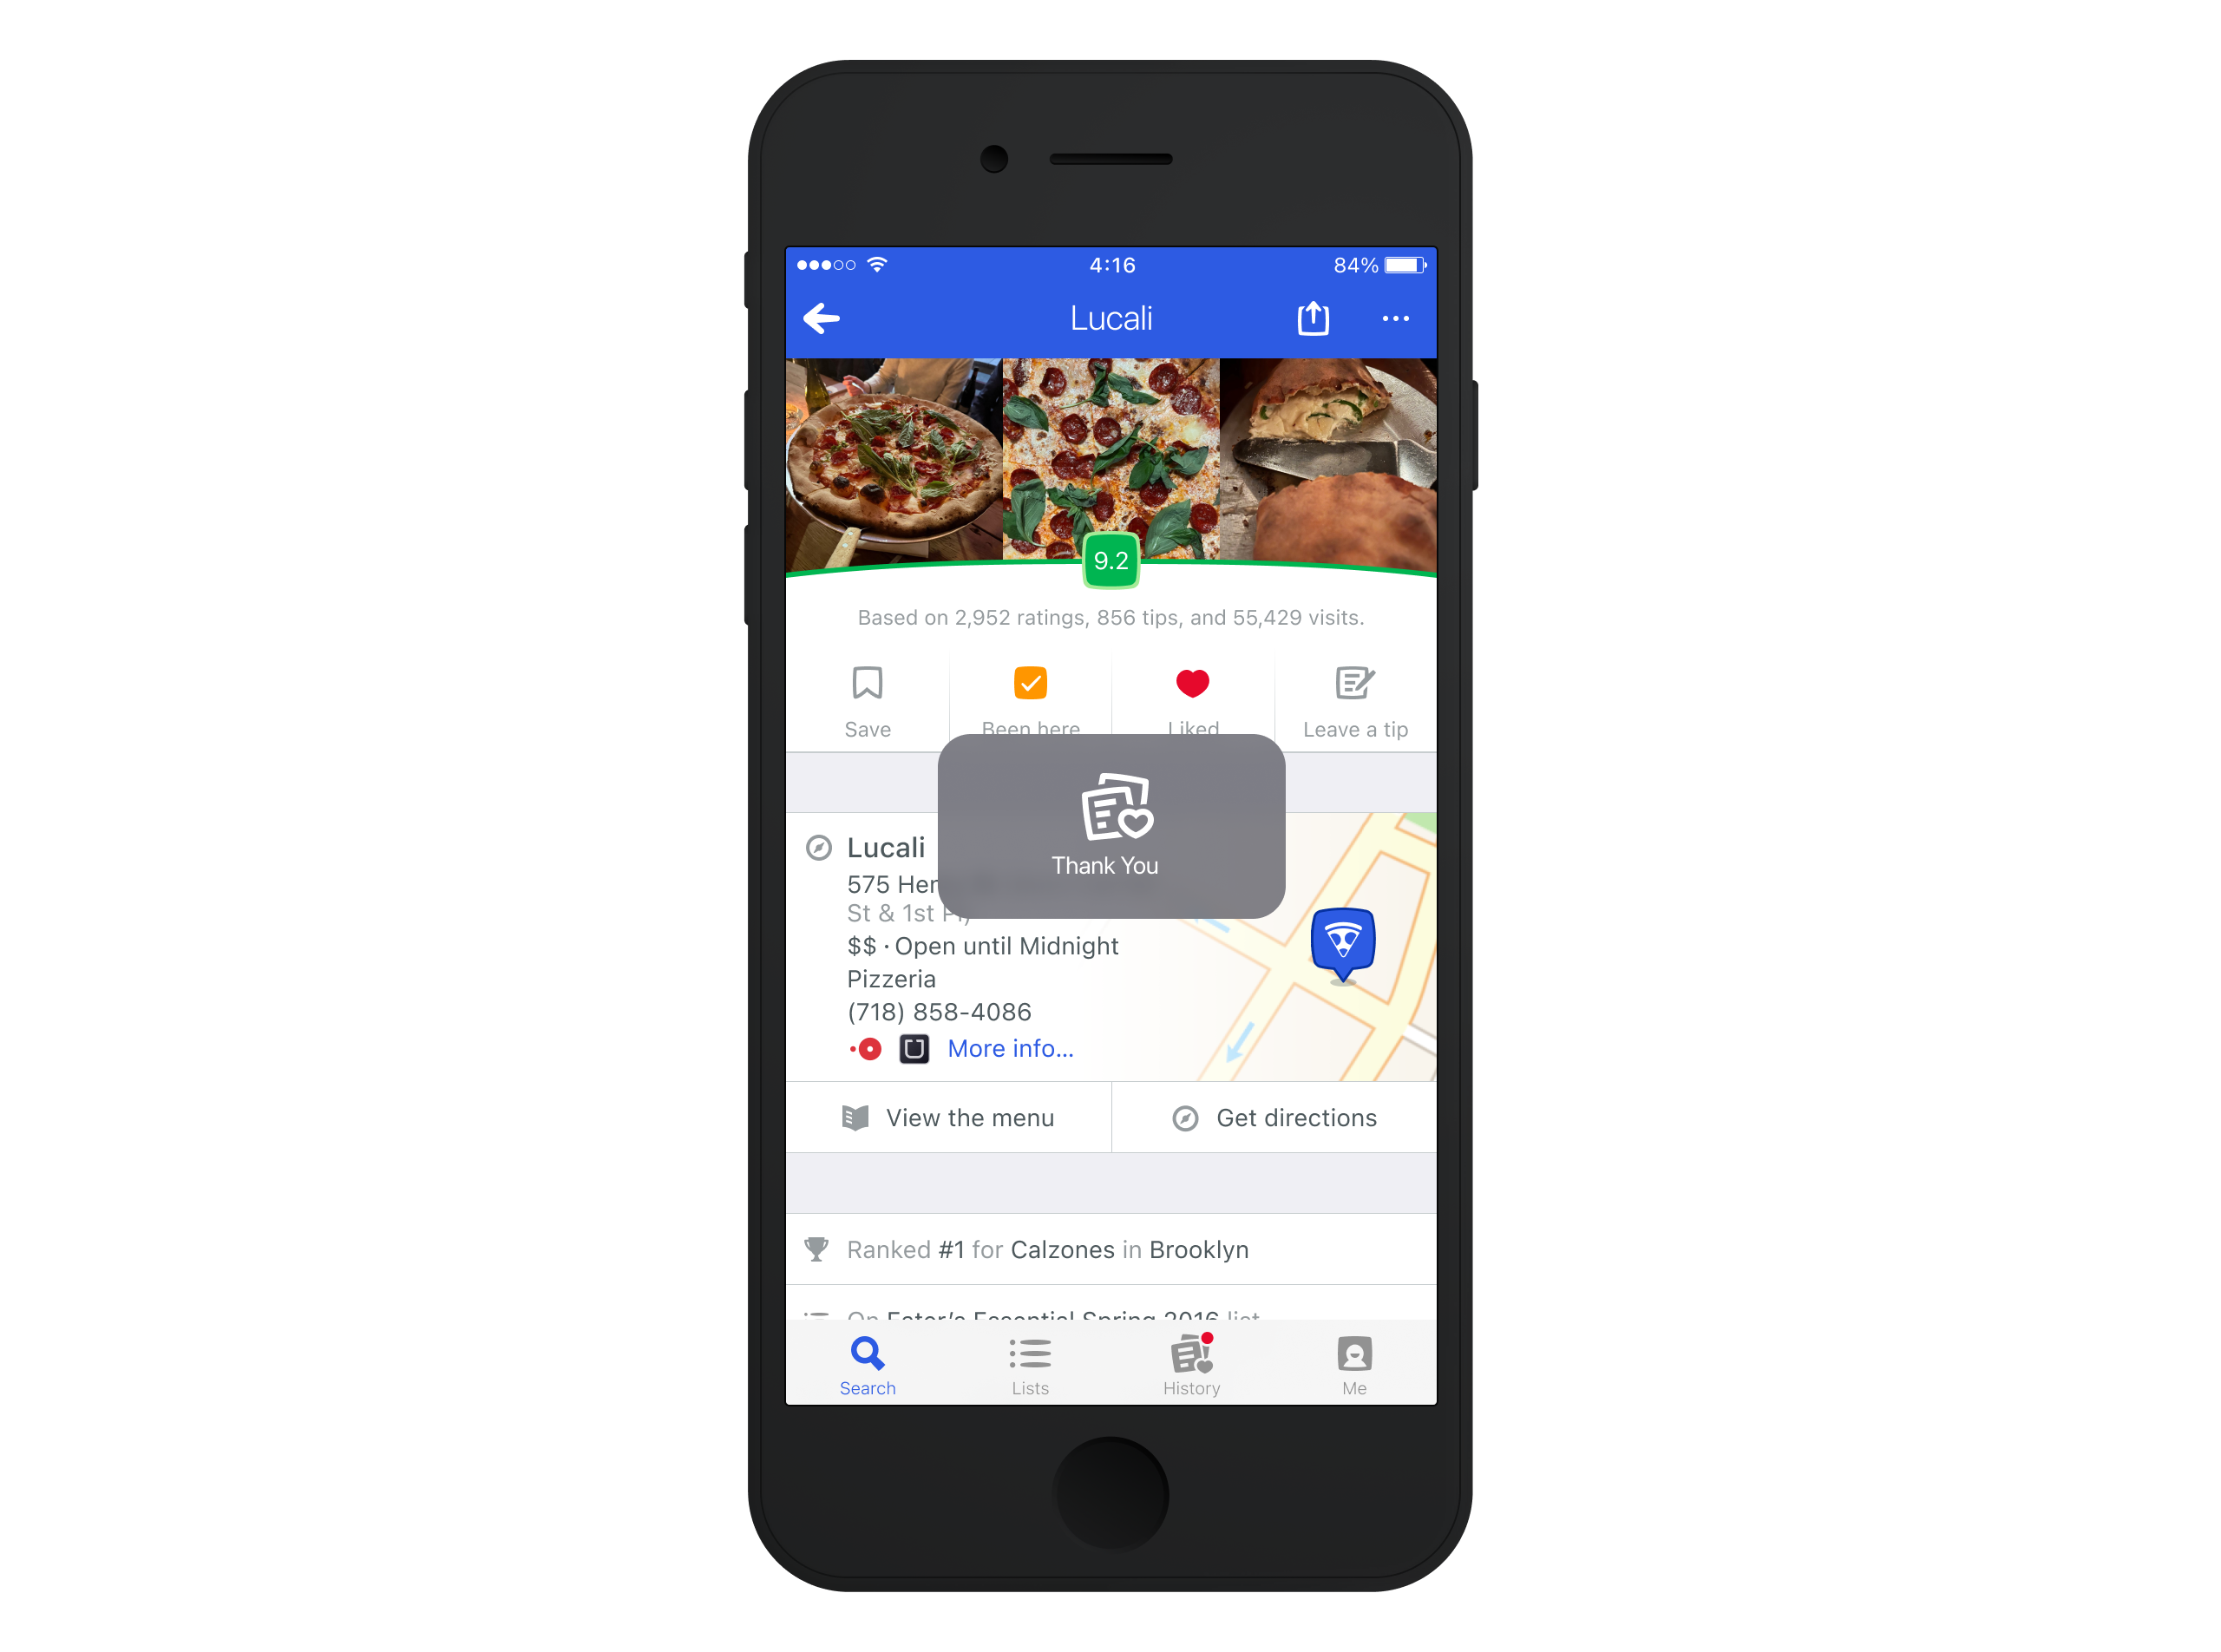 4:16
84%
Lucali
9.2
Based on 2,952 ratings, 856 tips, and 55,429 visits.
Save
Been here
Liked
Leave a tip
Thank You
Lucali
575
St & 1st
$$ · Open until Midnight
Pizzeria
(718) 858-4086
More info...
View the menu
Get directions
Ranked #1 for Calzones in Brooklyn
On Eater's Essential Spring 2016 list
Search
Lists
History
Me